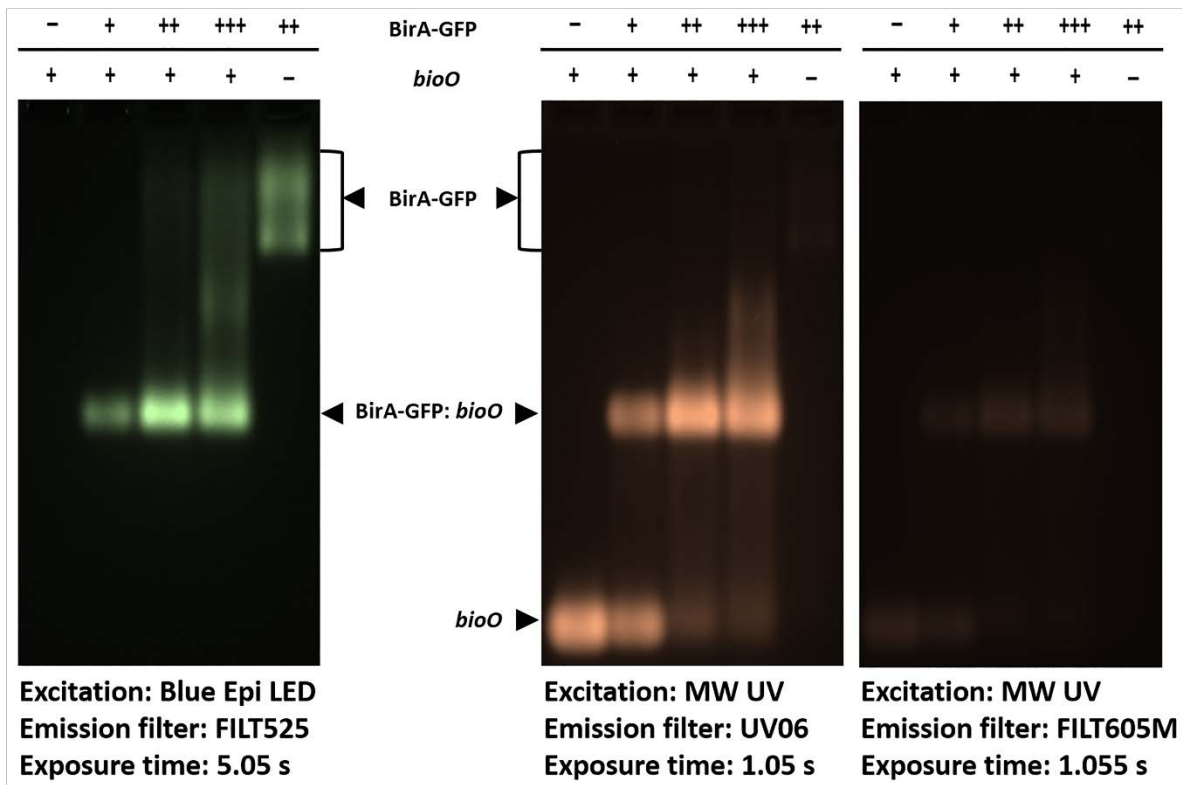 − + ++ +++ ++ BirA-GFP − + ++ +++ ++ − + ++ +++ ++
+ + + + − bioO + + + + − + + + + −
BirA-GFP
BirA-GFP: bioO
bioO
Excitation: Blue Epi LED
Emission filter: FILT525
Exposure time: 5.05 s
Excitation: MW UV
Emission filter: UV06
Exposure time: 1.05 s
Excitation: MW UV
Emission filter: FILT605M
Exposure time: 1.055 s